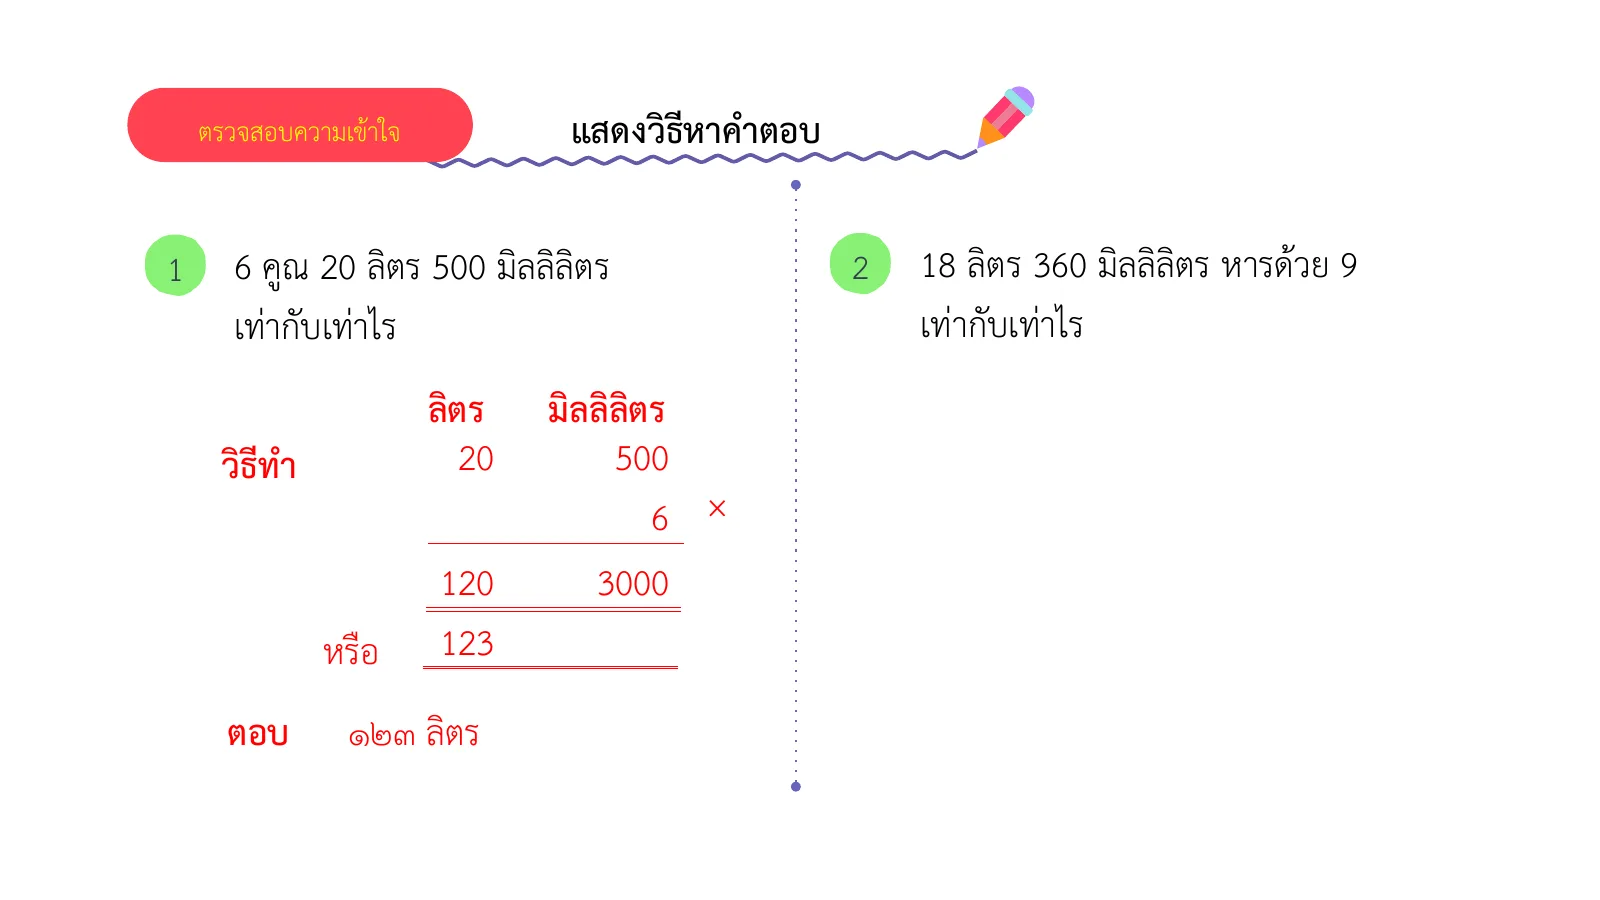 ตรวจสอบความเข้าใจ
แสดงวิธีหาคำตอบ
1
6 คูณ 20 ลิตร 500 มิลลิลิตร
เท่ากับเท่าไร
ลิตร มิลลิลิตร
วิธีทำ 20 500
6 ×
120 3000
หรือ 123
ตอบ ๑๒๓ ลิตร
2
18 ลิตร 360 มิลลิลิตร หารด้วย 9
เท่ากับเท่าไร